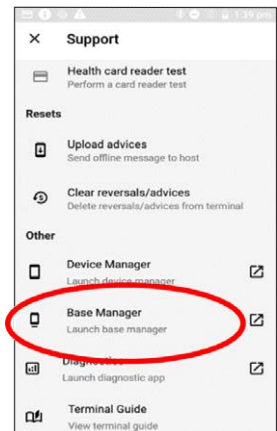 1:39 pm
Support
Health card reader test
Perform a card reader test
Resets
Upload advices
Send offline message to host
Clear reversals/advices
Delete reversals/advices from terminal
Other
Device Manager
Launch device manager
Base Manager
Launch base manager
Diagnostics
Launch diagnostic app
Terminal Guide
View terminal guide